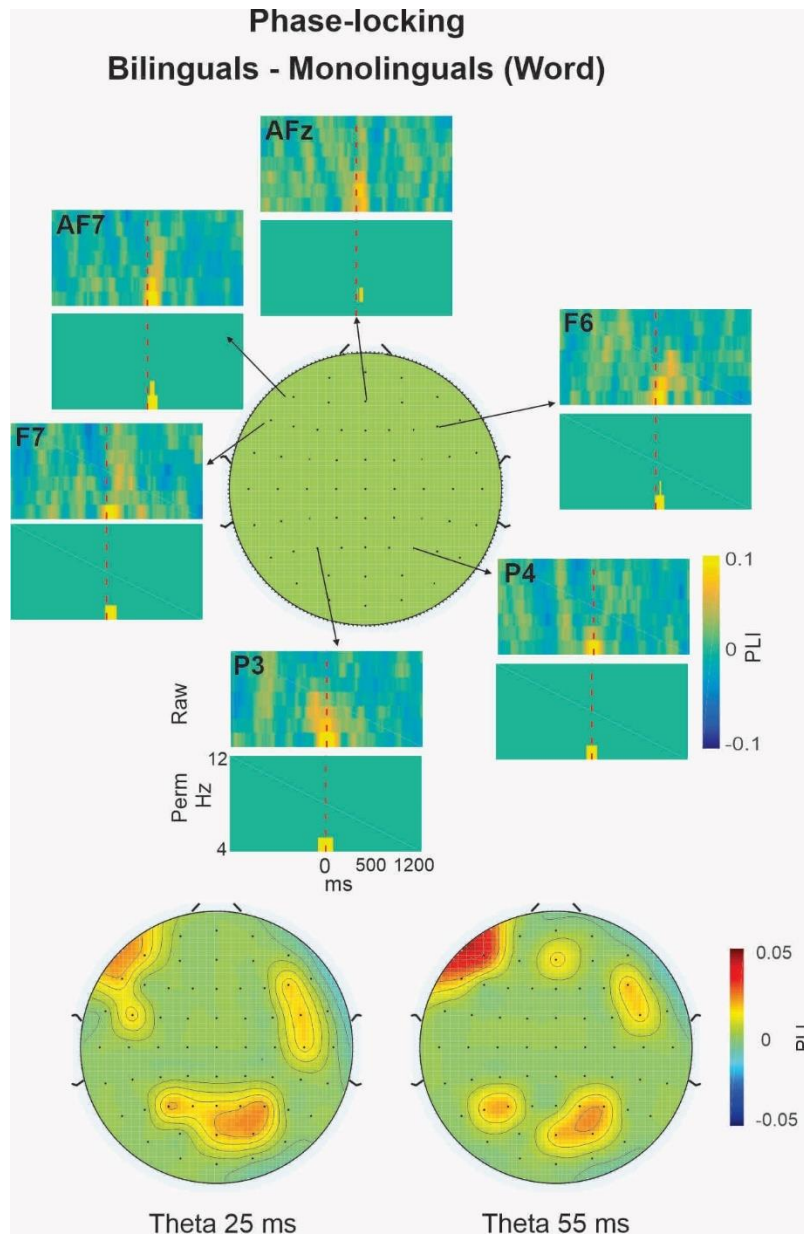 Phase-locking
Bilinguals - Monolinguals (Word)
AFz
AF7
F6
F7
P4
0.1
0
-0.1
PLI
P3
Raw
Perm
Hz
12
4
0 500 1200
ms
0.05
0
-0.05
Theta 25 ms Theta 55 ms